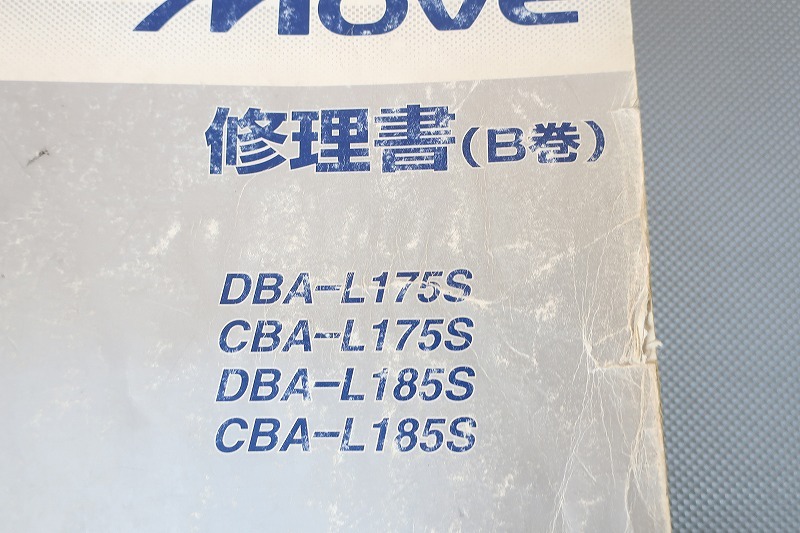 MOVE
修理書(B巻)
DBA-L175S
CBA-L175S
DBA-L185S
CBA-L185S